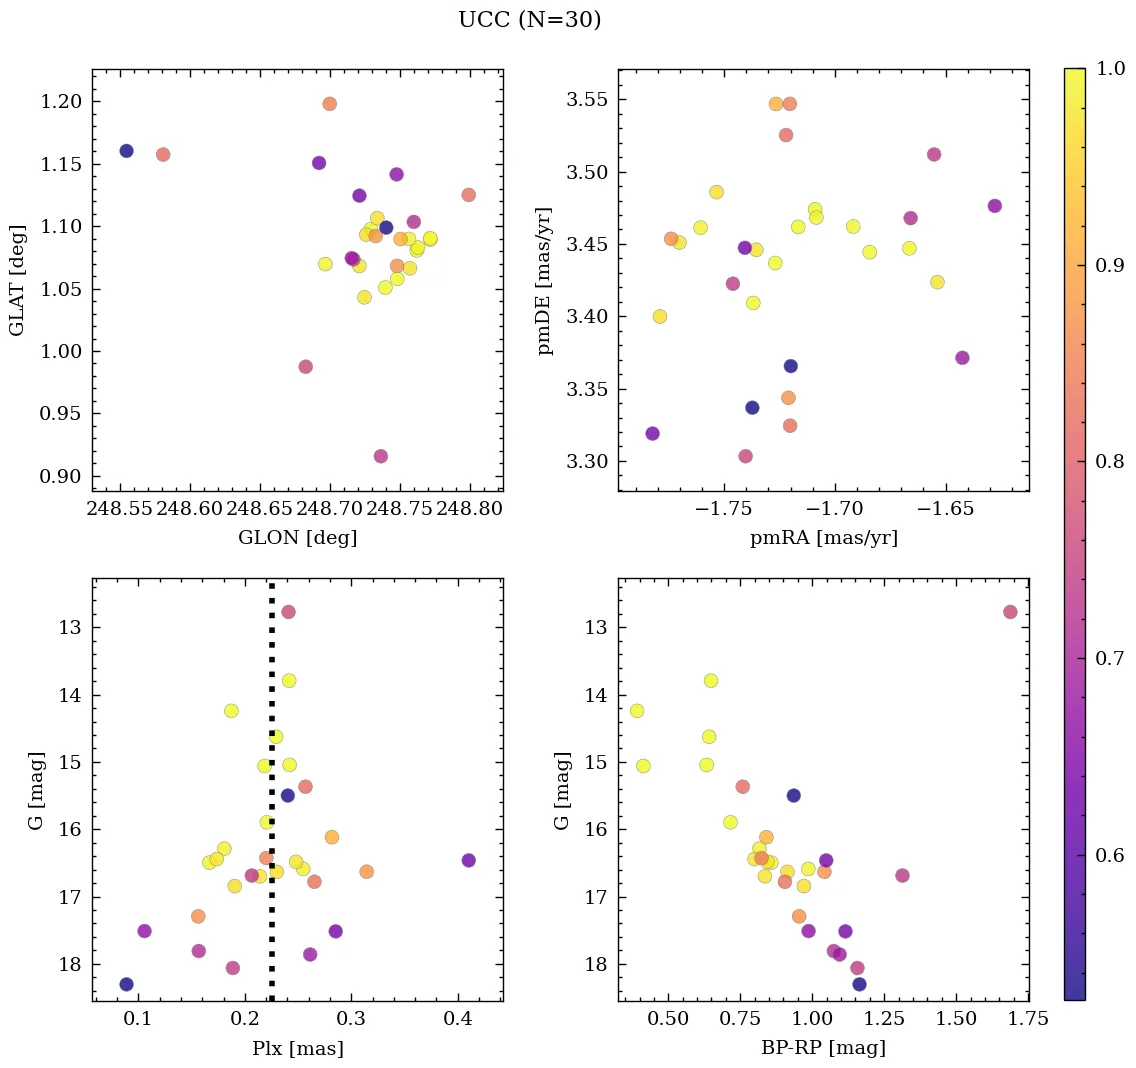 UCC (N=30)
1.20
1.15
1.10
1.05
1.00
0.95
0.90
GLAT [deg]
248.55 248.60 248.65 248.70 248.75 248.80
GLON [deg]
3.55
3.50
3.45
3.40
3.35
3.30
pmDE [mas/yr]
−1.75 −1.70 −1.65
pmRA [mas/yr]
13
14
15
16
17
18
G [mag]
0.1 0.2 0.3 0.4
Plx [mas]
13
14
15
16
17
18
G [mag]
0.50 0.75 1.00 1.25 1.50 1.75
BP-RP [mag]
1.0
0.9
0.8
0.7
0.6